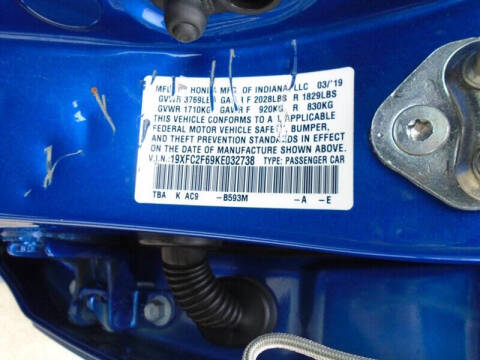 MFD BY HONDA MFG. OF INDIANA, LLC 03/'19
GVWR 3769LBS GAWR F 2028LBS R 1829LBS
GVWR 1710KG GAWR F 920KG R 830KG
THIS VEHICLE CONFORMS TO ALL APPLICABLE
FEDERAL MOTOR VEHICLE SAFETY, BUMPER,
AND THEFT PREVENTION STANDARDS IN EFFECT
ON THE DATE OF MANUFACTURE SHOWN ABOVE.
V.I.N.:19XFC2F69KE032738 TYPE: PASSENGER CAR
TBA K AC9 -B593M -A -E